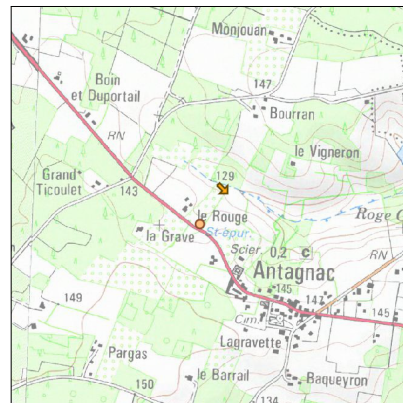 Monjouan
147
Boin
et Duportail
Bourran
RN
le Vigneron
Grand
Ticoulet
143
129
le Rouge
Roge
la Grave
St-épur.
Scier.
0,2
C
RN
Antagnac
149
145
147
145
Cim.
Lagravette
Pargas
150
le Barrail
134
Baqueyron